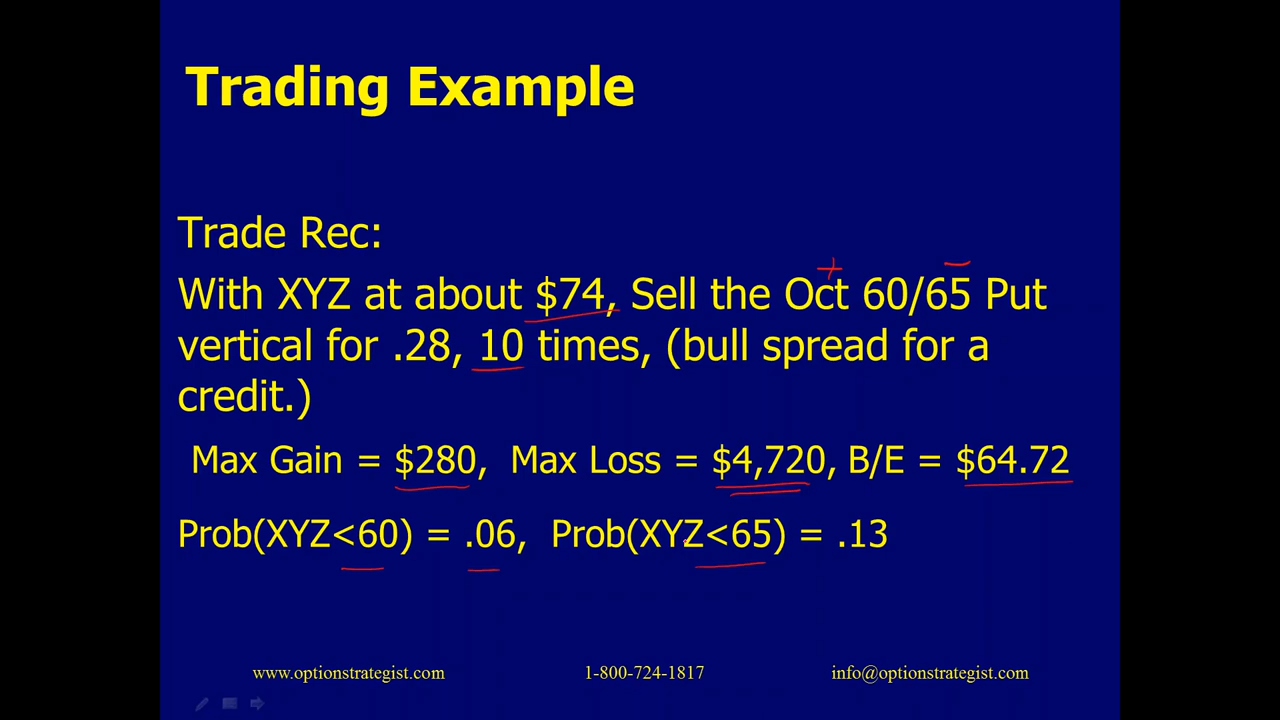 Trading Example
Trade Rec:
With XYZ at about $74, Sell the Oct 60/65 Put
vertical for .28, 10 times, (bull spread for a
credit.)
Max Gain = $280, Max Loss = $4,720, B/E = $64.72
Prob(XYZ<60) = .06, Prob(XYZ<65) = .13
www.optionstrategist.com 1-800-724-1817 info@optionstrategist.com